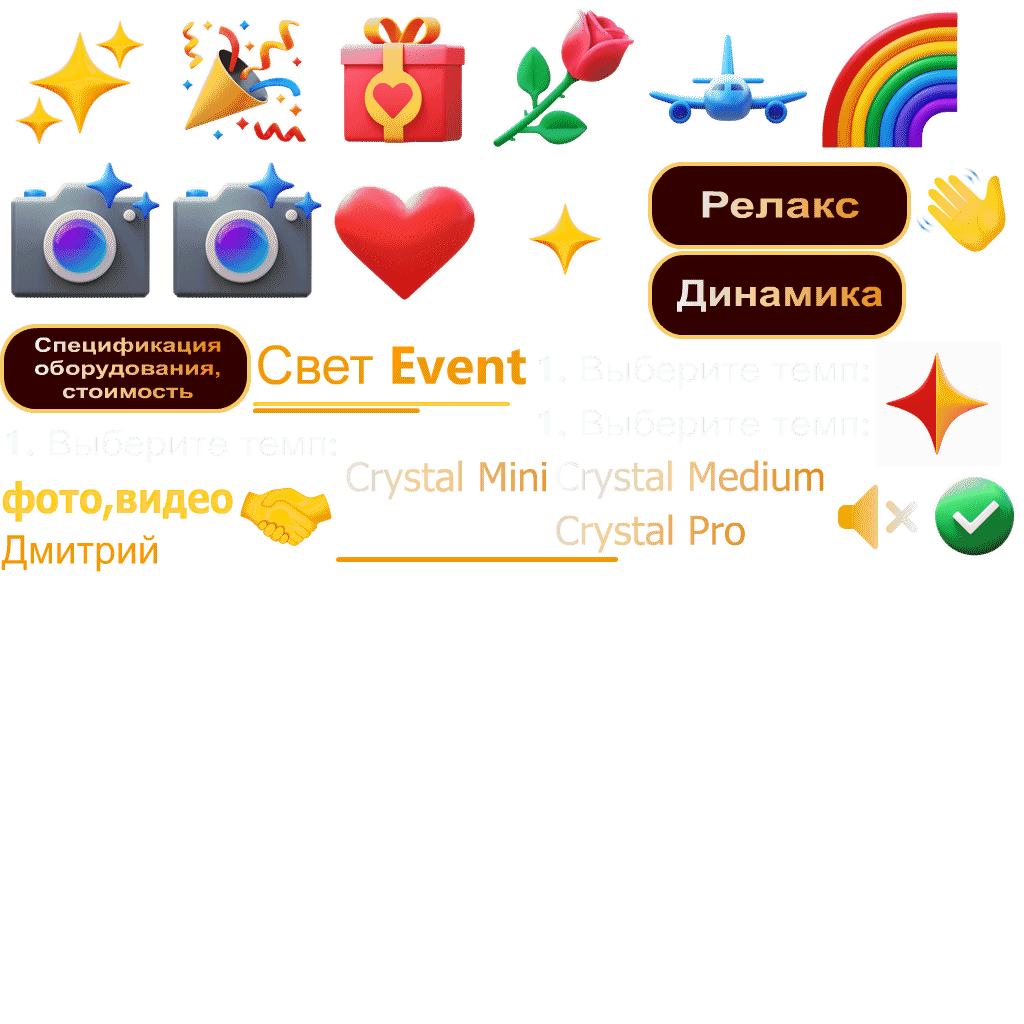 Релакс
Динамика
Спецификация
оборудования,
стоимость
Свет Event
1. Выберите темп:
1. Выберите темп:
1. Выберите темп:
фото,видео
Crystal Mini
Crystal Medium
Crystal Pro
Дмитрий